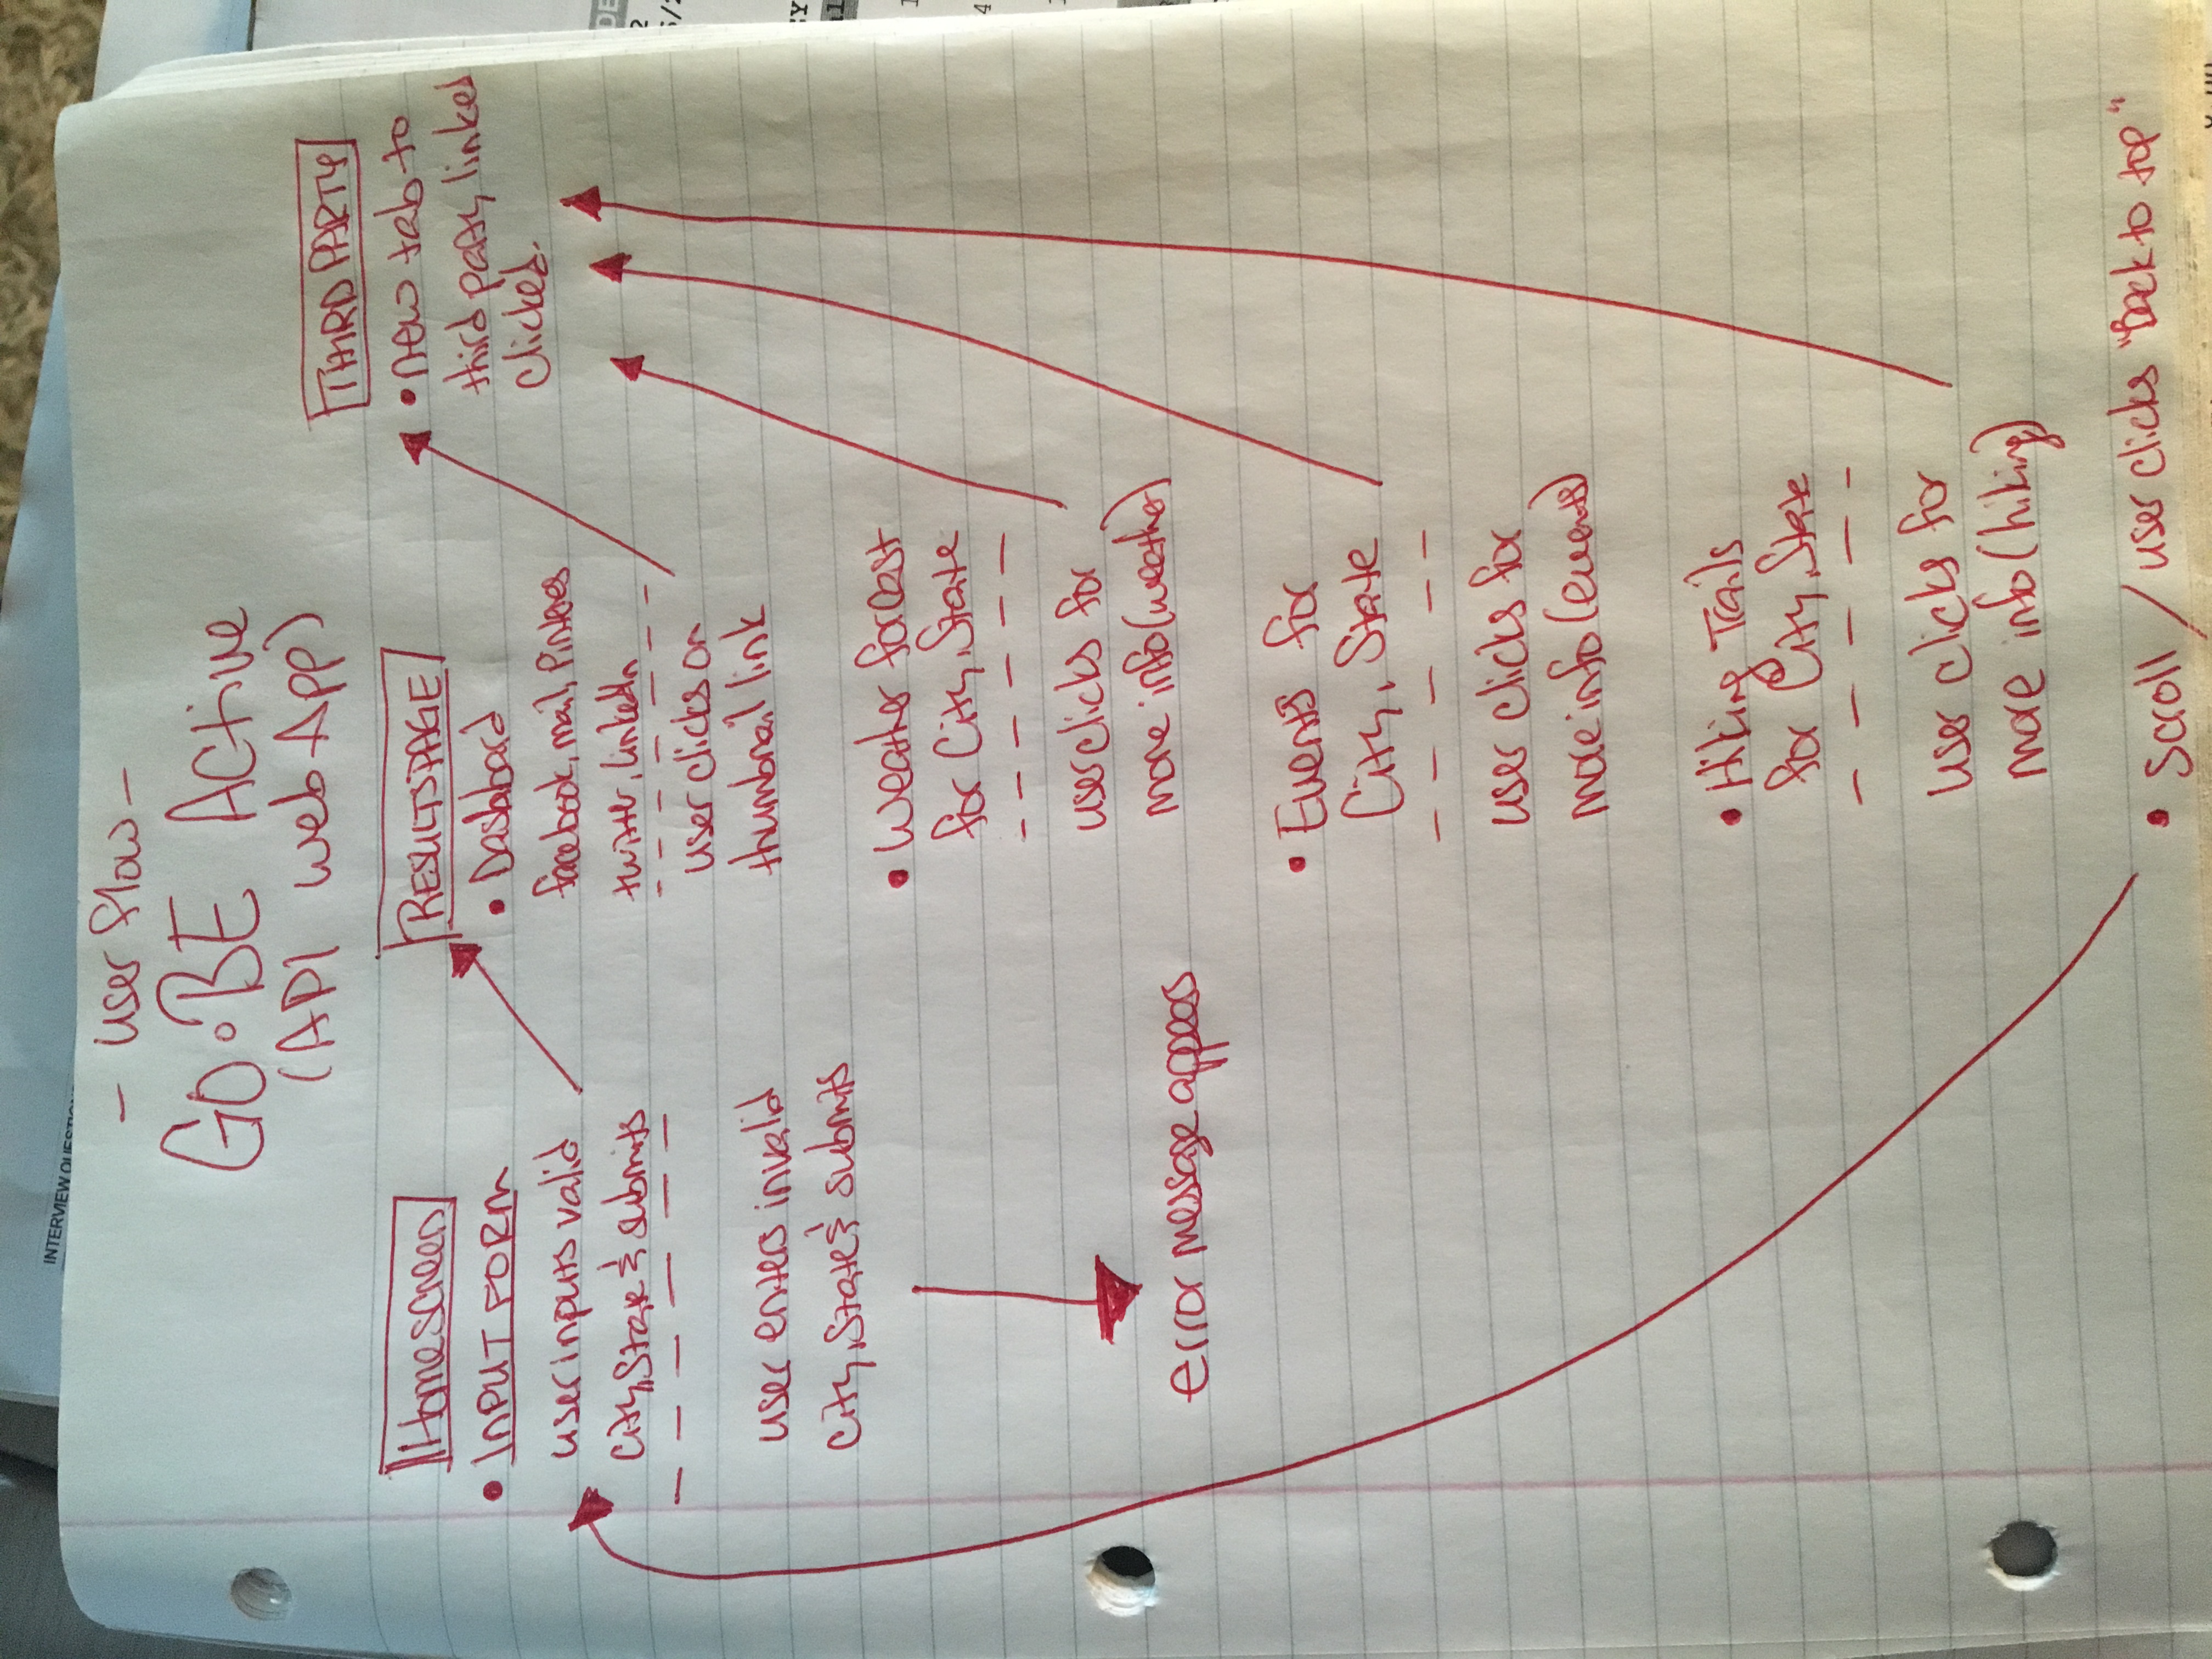 INTERVIEW QUESTION
- User flow -
GO•BE Active
(API web App)
Homescreen
• INPUT FORM
user inputs valid
City, State & submits
user enters invalid
City, State & submits
error message appears
RESULTSPAGE
• Dashbard
facebook, mail, Pinteres
twitter, linkedIn
user clicks on
thumbnail link
• Weather forcast
for City, State
user clicks for
more info (weather)
• Events for
City, State
user clicks for
more info (events)
• Hiking Trails
for City, State
user clicks for
more info (hiking)
• Scroll / user clicks "Back to top"
THIRD PARTY
• new tab to
third party linked
clicked.